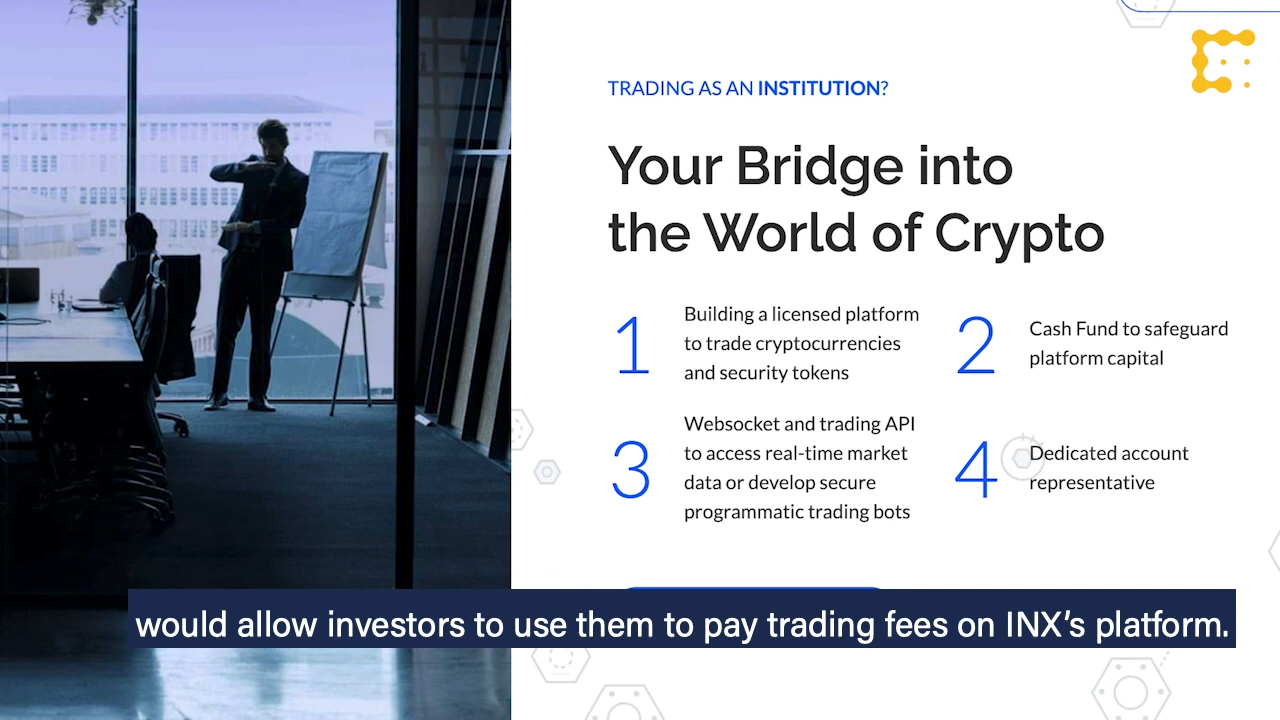 TRADING AS AN INSTITUTION?
Your Bridge into
the World of Crypto
1
Building a licensed platform
to trade cryptocurrencies
and security tokens
2
Cash Fund to safeguard
platform capital
3
Websocket and trading API
to access real-time market
data or develop secure
programmatic trading bots
4
Dedicated account
representative
would allow investors to use them to pay trading fees on INX’s platform.